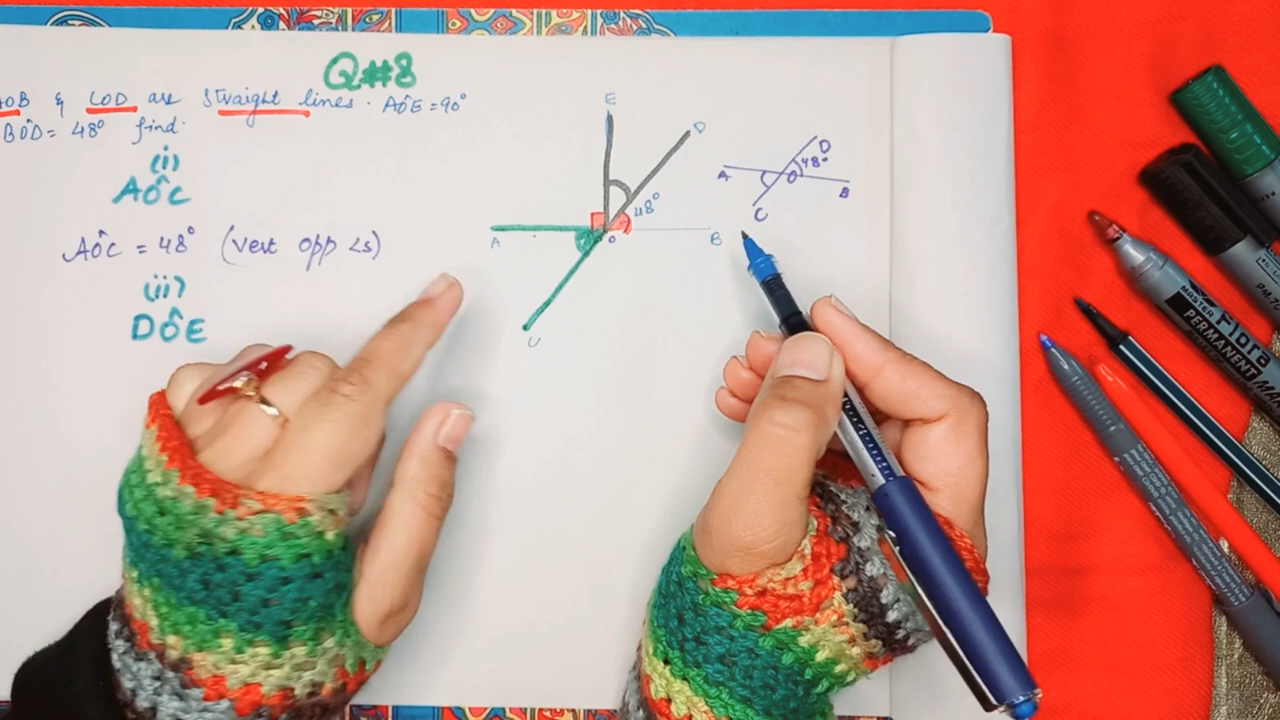 Q#8
AOB & COD are straight lines. AÔE = 90°
BÔD = 48° find.
(i)
AÔC
AÔC = 48° (vert opp ∠s)
(ii)
DÔE
E
D
48°
A
O
B
C
D
48°
A
O
B
C
MASTER
Flora
PERMANENT MA